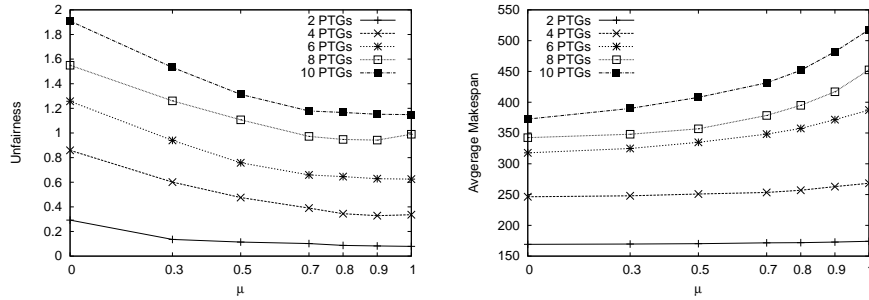 2
1.8
1.6
1.4
1.2
1
0.8
0.6
0.4
0.2
0
Unfairness
2 PTGs
4 PTGs
6 PTGs
8 PTGs
10 PTGs
0 0.3 0.5 0.7 0.8 0.9 1
μ
550
500
450
400
350
300
250
200
150
Avgerage Makespan
2 PTGs
4 PTGs
6 PTGs
8 PTGs
10 PTGs
0 0.3 0.5 0.7 0.8 0.9 1
μ